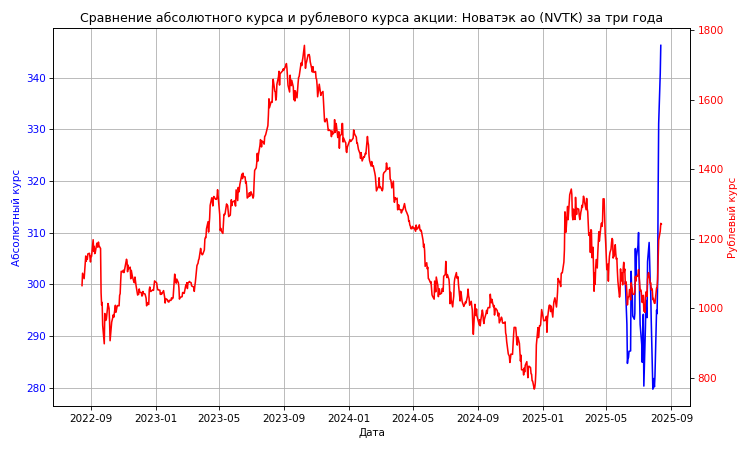 Сравнение абсолютного курса и рублевого курса акции: Новатэк ао (NVTK) за три года
Абсолютный курс
340
330
320
310
300
290
280
1800
1600
1400
1200
1000
800
Рублевый курс
2022-09 2023-01 2023-05 2023-09 2024-01 2024-05 2024-09 2025-01 2025-05 2025-09
Дата